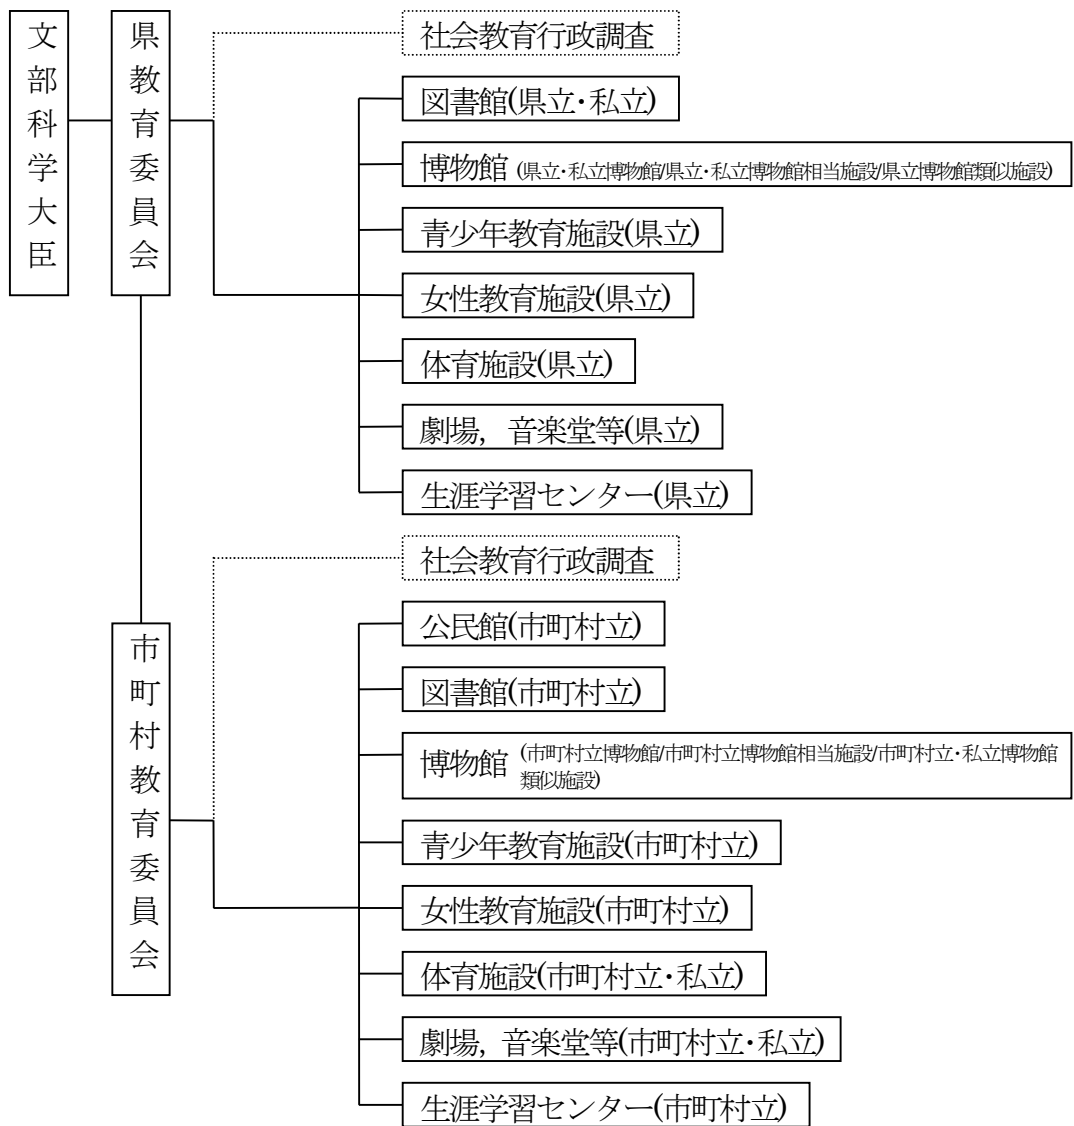 文部科学大臣
県教育委員会
社会教育行政調査
図書館(県立・私立)
博物館 (県立・私立博物館/県立・私立博物館相当施設/県立博物館類似施設)
青少年教育施設(県立)
女性教育施設(県立)
体育施設(県立)
劇場，音楽堂等(県立)
生涯学習センター(県立)
市町村教育委員会
社会教育行政調査
公民館(市町村立)
図書館(市町村立)
博物館 (市町村立博物館/市町村立博物館相当施設/市町村立・私立博物館
類似施設)
青少年教育施設(市町村立)
女性教育施設(市町村立)
体育施設(市町村立・私立)
劇場，音楽堂等(市町村立・私立)
生涯学習センター(市町村立)